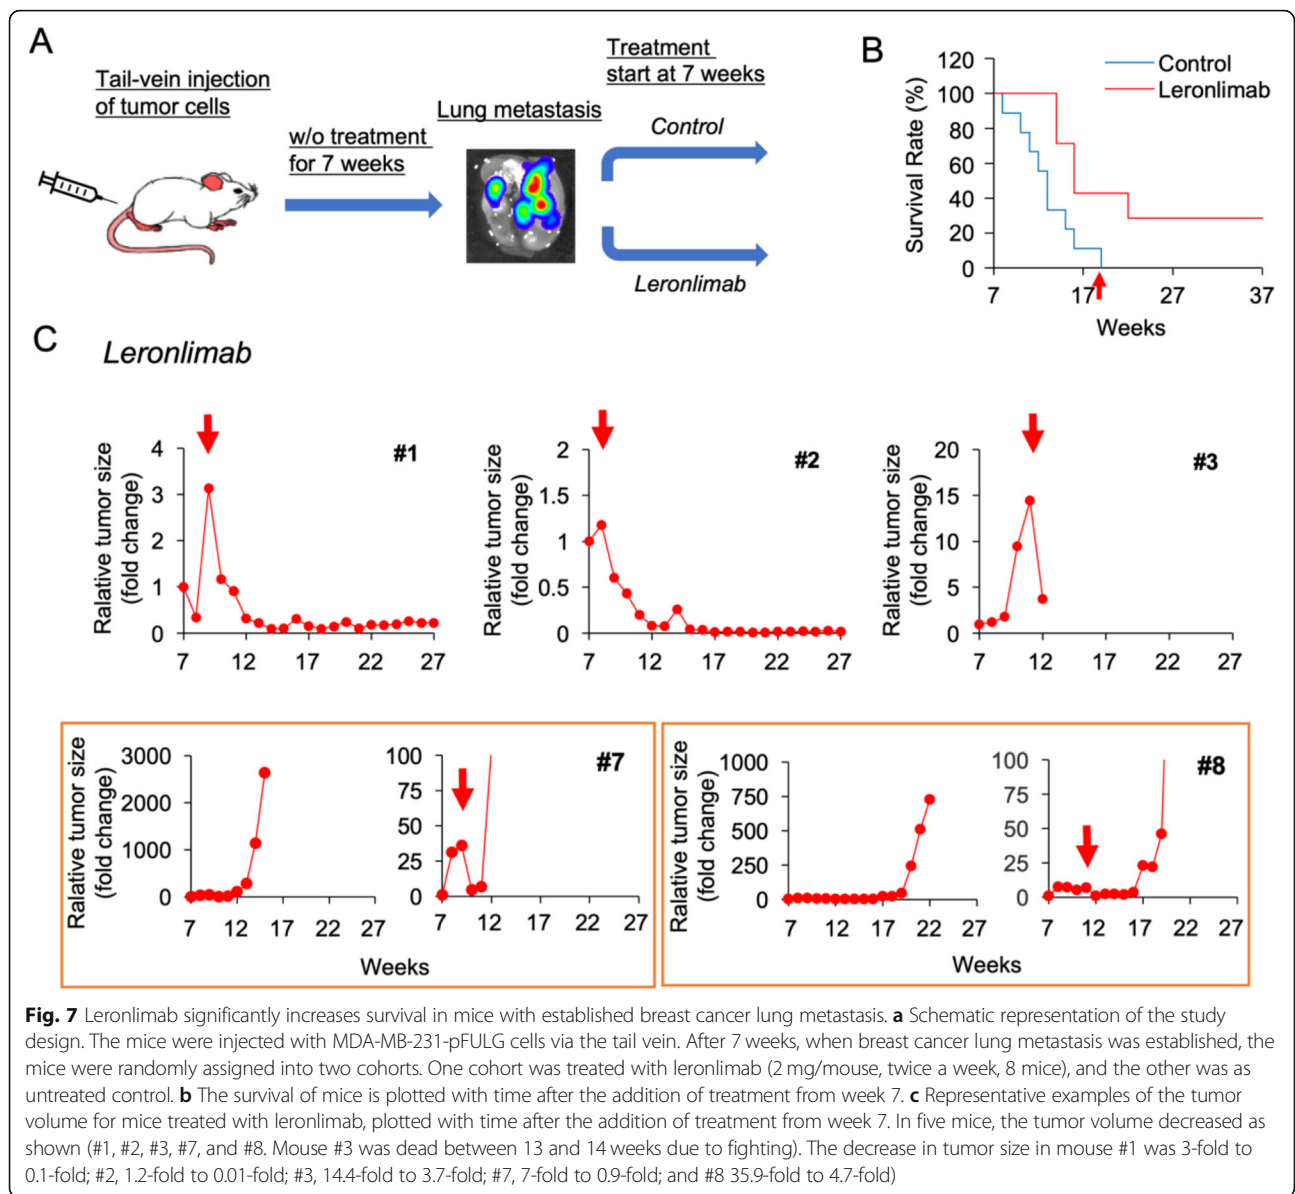 A
Tail-vein injection
of tumor cells
w/o treatment
for 7 weeks
Lung metastasis
Treatment
start at 7 weeks
Control
Leronlimab
B
Survival Rate (%)
120
100
80
60
40
20
0
7 17 27 37
Weeks
Control
Leronlimab
C
Leronlimab
Ralative tumor size
(fold change)
4
3
2
1
0
7 12 17 22 27
#1
Ralative tumor size
(fold change)
2
1.5
1
0.5
0
7 12 17 22 27
#2
Ralative tumor size
(fold change)
20
15
10
5
0
7 12 17 22 27
#3
Ralative tumor size
(fold change)
3000
2000
1000
0
7 12 17 22 27
100
75
50
25
0
7 12 17 22 27
#7
Weeks
Ralative tumor size
(fold change)
1000
750
500
250
0
7 12 17 22 27
100
75
50
25
0
7 12 17 22 27
#8
Weeks
Fig. 7 Leronlimab significantly increases survival in mice with established breast cancer lung metastasis. a Schematic representation of the study
design. The mice were injected with MDA-MB-231-pFULG cells via the tail vein. After 7 weeks, when breast cancer lung metastasis was established, the
mice were randomly assigned into two cohorts. One cohort was treated with leronlimab (2 mg/mouse, twice a week, 8 mice), and the other was as
untreated control. b The survival of mice is plotted with time after the addition of treatment from week 7. c Representative examples of the tumor
volume for mice treated with leronlimab, plotted with time after the addition of treatment from week 7. In five mice, the tumor volume decreased as
shown (#1, #2, #3, #7, and #8. Mouse #3 was dead between 13 and 14 weeks due to fighting). The decrease in tumor size in mouse #1 was 3-fold to
0.1-fold; #2, 1.2-fold to 0.01-fold; #3, 14.4-fold to 3.7-fold; #7, 7-fold to 0.9-fold; and #8 35.9-fold to 4.7-fold)